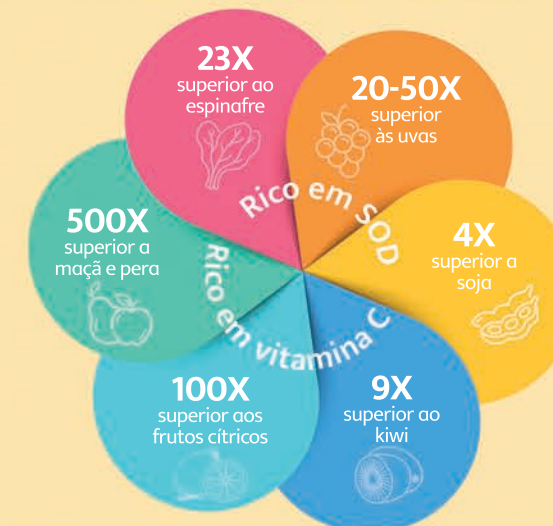 23X
superior ao
espinafre
20-50X
superior
às uvas
Rico em SOD
4X
superior a
soja
500X
superior a
maçã e pera
Rico em vitamina C
100X
superior aos
frutos cítricos
9X
superior ao
kiwi